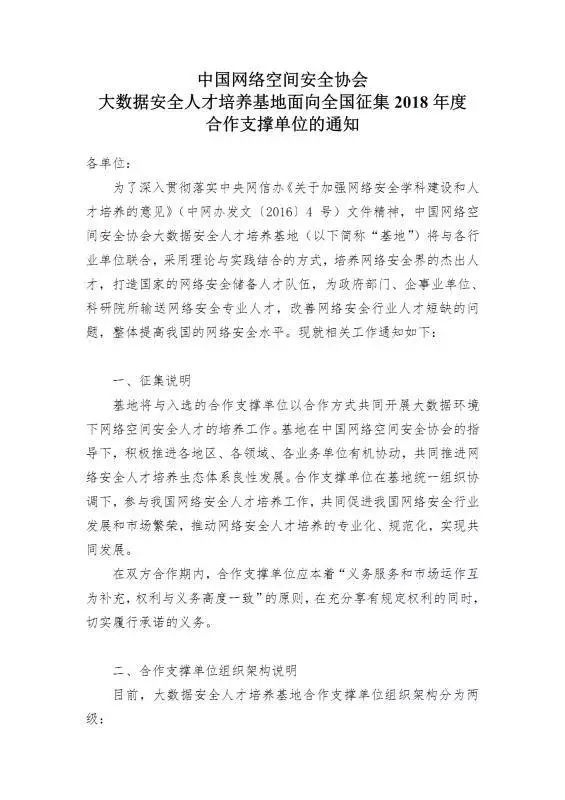 中国网络空间安全协会
大数据安全人才培养基地面向全国征集 2018 年度
合作支撑单位的通知
各单位：
为了深入贯彻落实中央网信办《关于加强网络安全学科建设和人
才培养的意见》（中网办发文〔2016〕4 号）文件精神，中国网络空
间安全协会大数据安全人才培养基地（以下简称“基地”）将与各行
业单位联合，采用理论与实践结合的方式，培养网络安全界的杰出人
才，打造国家的网络安全储备人才队伍，为政府部门、企事业单位、
科研院所输送网络安全专业人才，改善网络安全行业人才短缺的问
题，整体提高我国的网络安全水平。现就相关工作通知如下：
一、征集说明
基地将与入选的合作支撑单位以合作方式共同开展大数据环境
下网络空间安全人才的培养工作。基地在中国网络空间安全协会的指
导下，积极推进各地区、各领域、各业务单位有机协动，共同推进网
络安全人才培养生态体系良性发展。合作支撑单位在基地统一组织协
调下，参与我国网络安全人才培养工作，共同促进我国网络安全行业
发展和市场繁荣，推动网络安全人才培养的专业化、规范化，实现共
同发展。
在双方合作期内，合作支撑单位应本着“义务服务和市场运作互
为补充，权利与义务高度一致”的原则，在充分享有规定权利的同时，
切实履行承诺的义务。
二、合作支撑单位组织架构说明
目前，大数据安全人才培养基地合作支撑单位组织架构分为两
级：